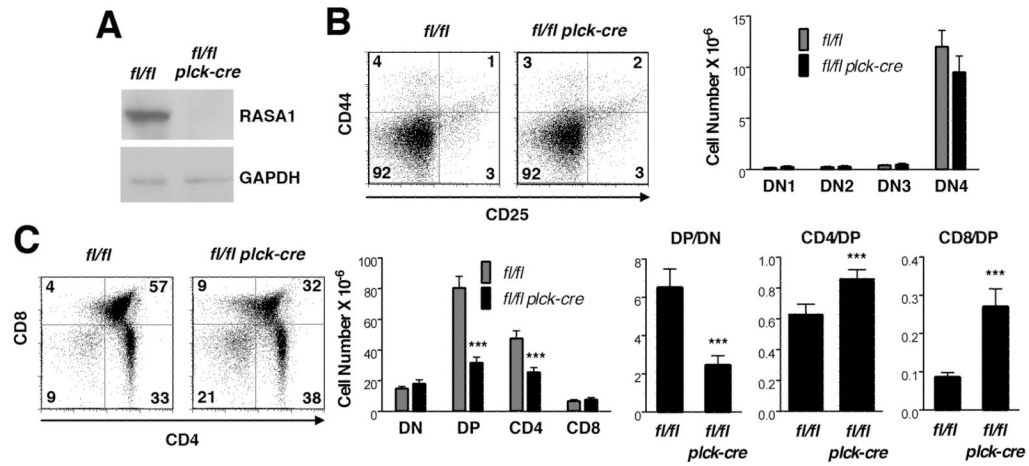 A
fl/fl
fl/fl
plck-cre
RASA1
GAPDH
B
fl/fl
fl/fl plck-cre
4
1
92
3
3
2
92
3
CD44
CD25
Cell Number X 10-6
15
10
5
0
fl/fl
fl/fl plck-cre
DN1
DN2
DN3
DN4
C
fl/fl
fl/fl plck-cre
4
57
9
33
9
32
21
38
CD8
CD4
Cell Number X 10-6
100
80
60
40
20
0
fl/fl
fl/fl plck-cre
***
***
DN
DP
CD4
CD8
DP/DN
8
6
4
2
0
***
fl/fl
fl/fl
plck-cre
CD4/DP
1.0
0.8
0.6
0.4
0.2
0.0
***
fl/fl
fl/fl
plck-cre
CD8/DP
0.4
0.3
0.2
0.1
0.0
***
fl/fl
fl/fl
plck-cre